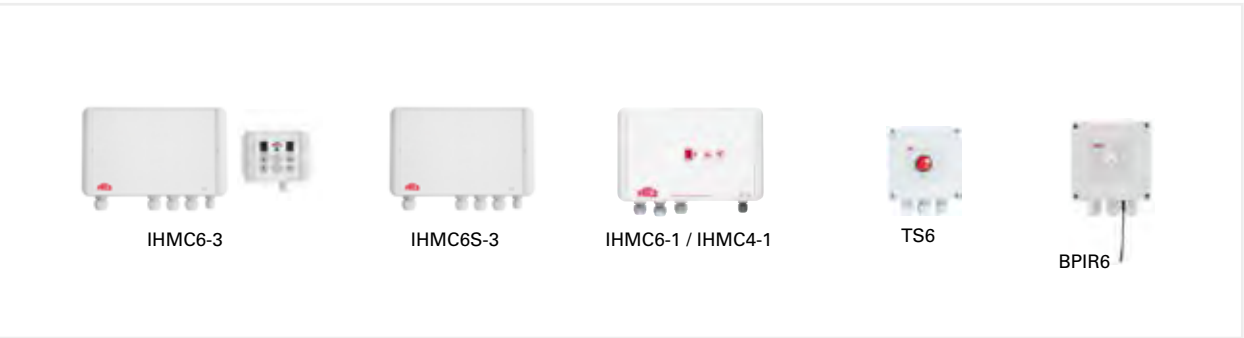 IHMC6-3
IHMC6S-3
IHMC6-1 / IHMC4-1
TS6
BPIR6